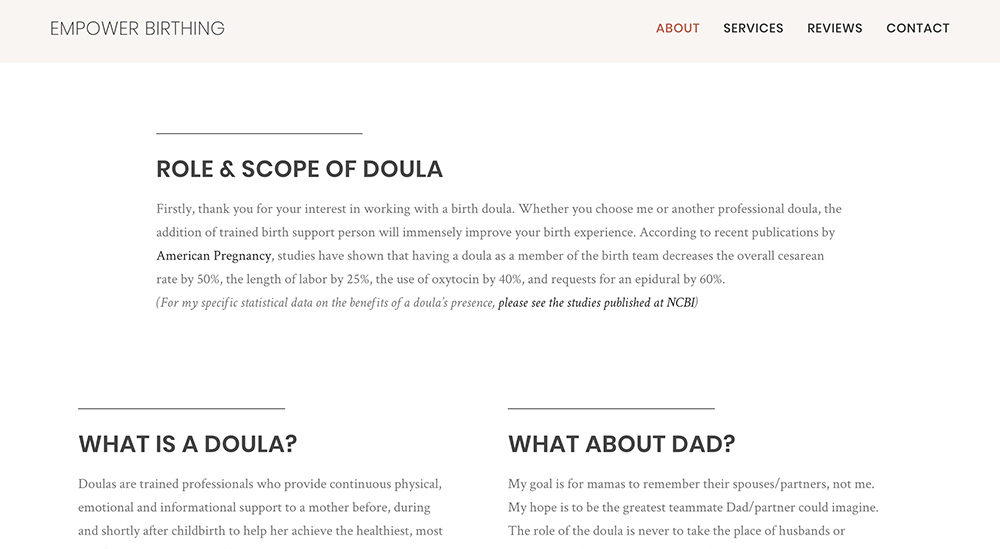 EMPOWER BIRTHING
ABOUT SERVICES REVIEWS CONTACT
ROLE & SCOPE OF DOULA
Firstly, thank you for your interest in working with a birth doula. Whether you choose me or another professional doula, the
addition of trained birth support person will immensely improve your birth experience. According to recent publications by
American Pregnancy, studies have shown that having a doula as a member of the birth team decreases the overall cesarean
rate by 50%, the length of labor by 25%, the use of oxytocin by 40%, and requests for an epidural by 60%.
(For my specific statistical data on the benefits of a doula's presence, please see the studies published at NCBI)
WHAT IS A DOULA?
Doulas are trained professionals who provide continuous physical,
emotional and informational support to a mother before, during
and shortly after childbirth to help her achieve the healthiest, most
WHAT ABOUT DAD?
My goal is for mamas to remember their spouses/partners, not me.
My hope is to be the greatest teammate Dad/partner could imagine.
The role of the doula is never to take the place of husbands or